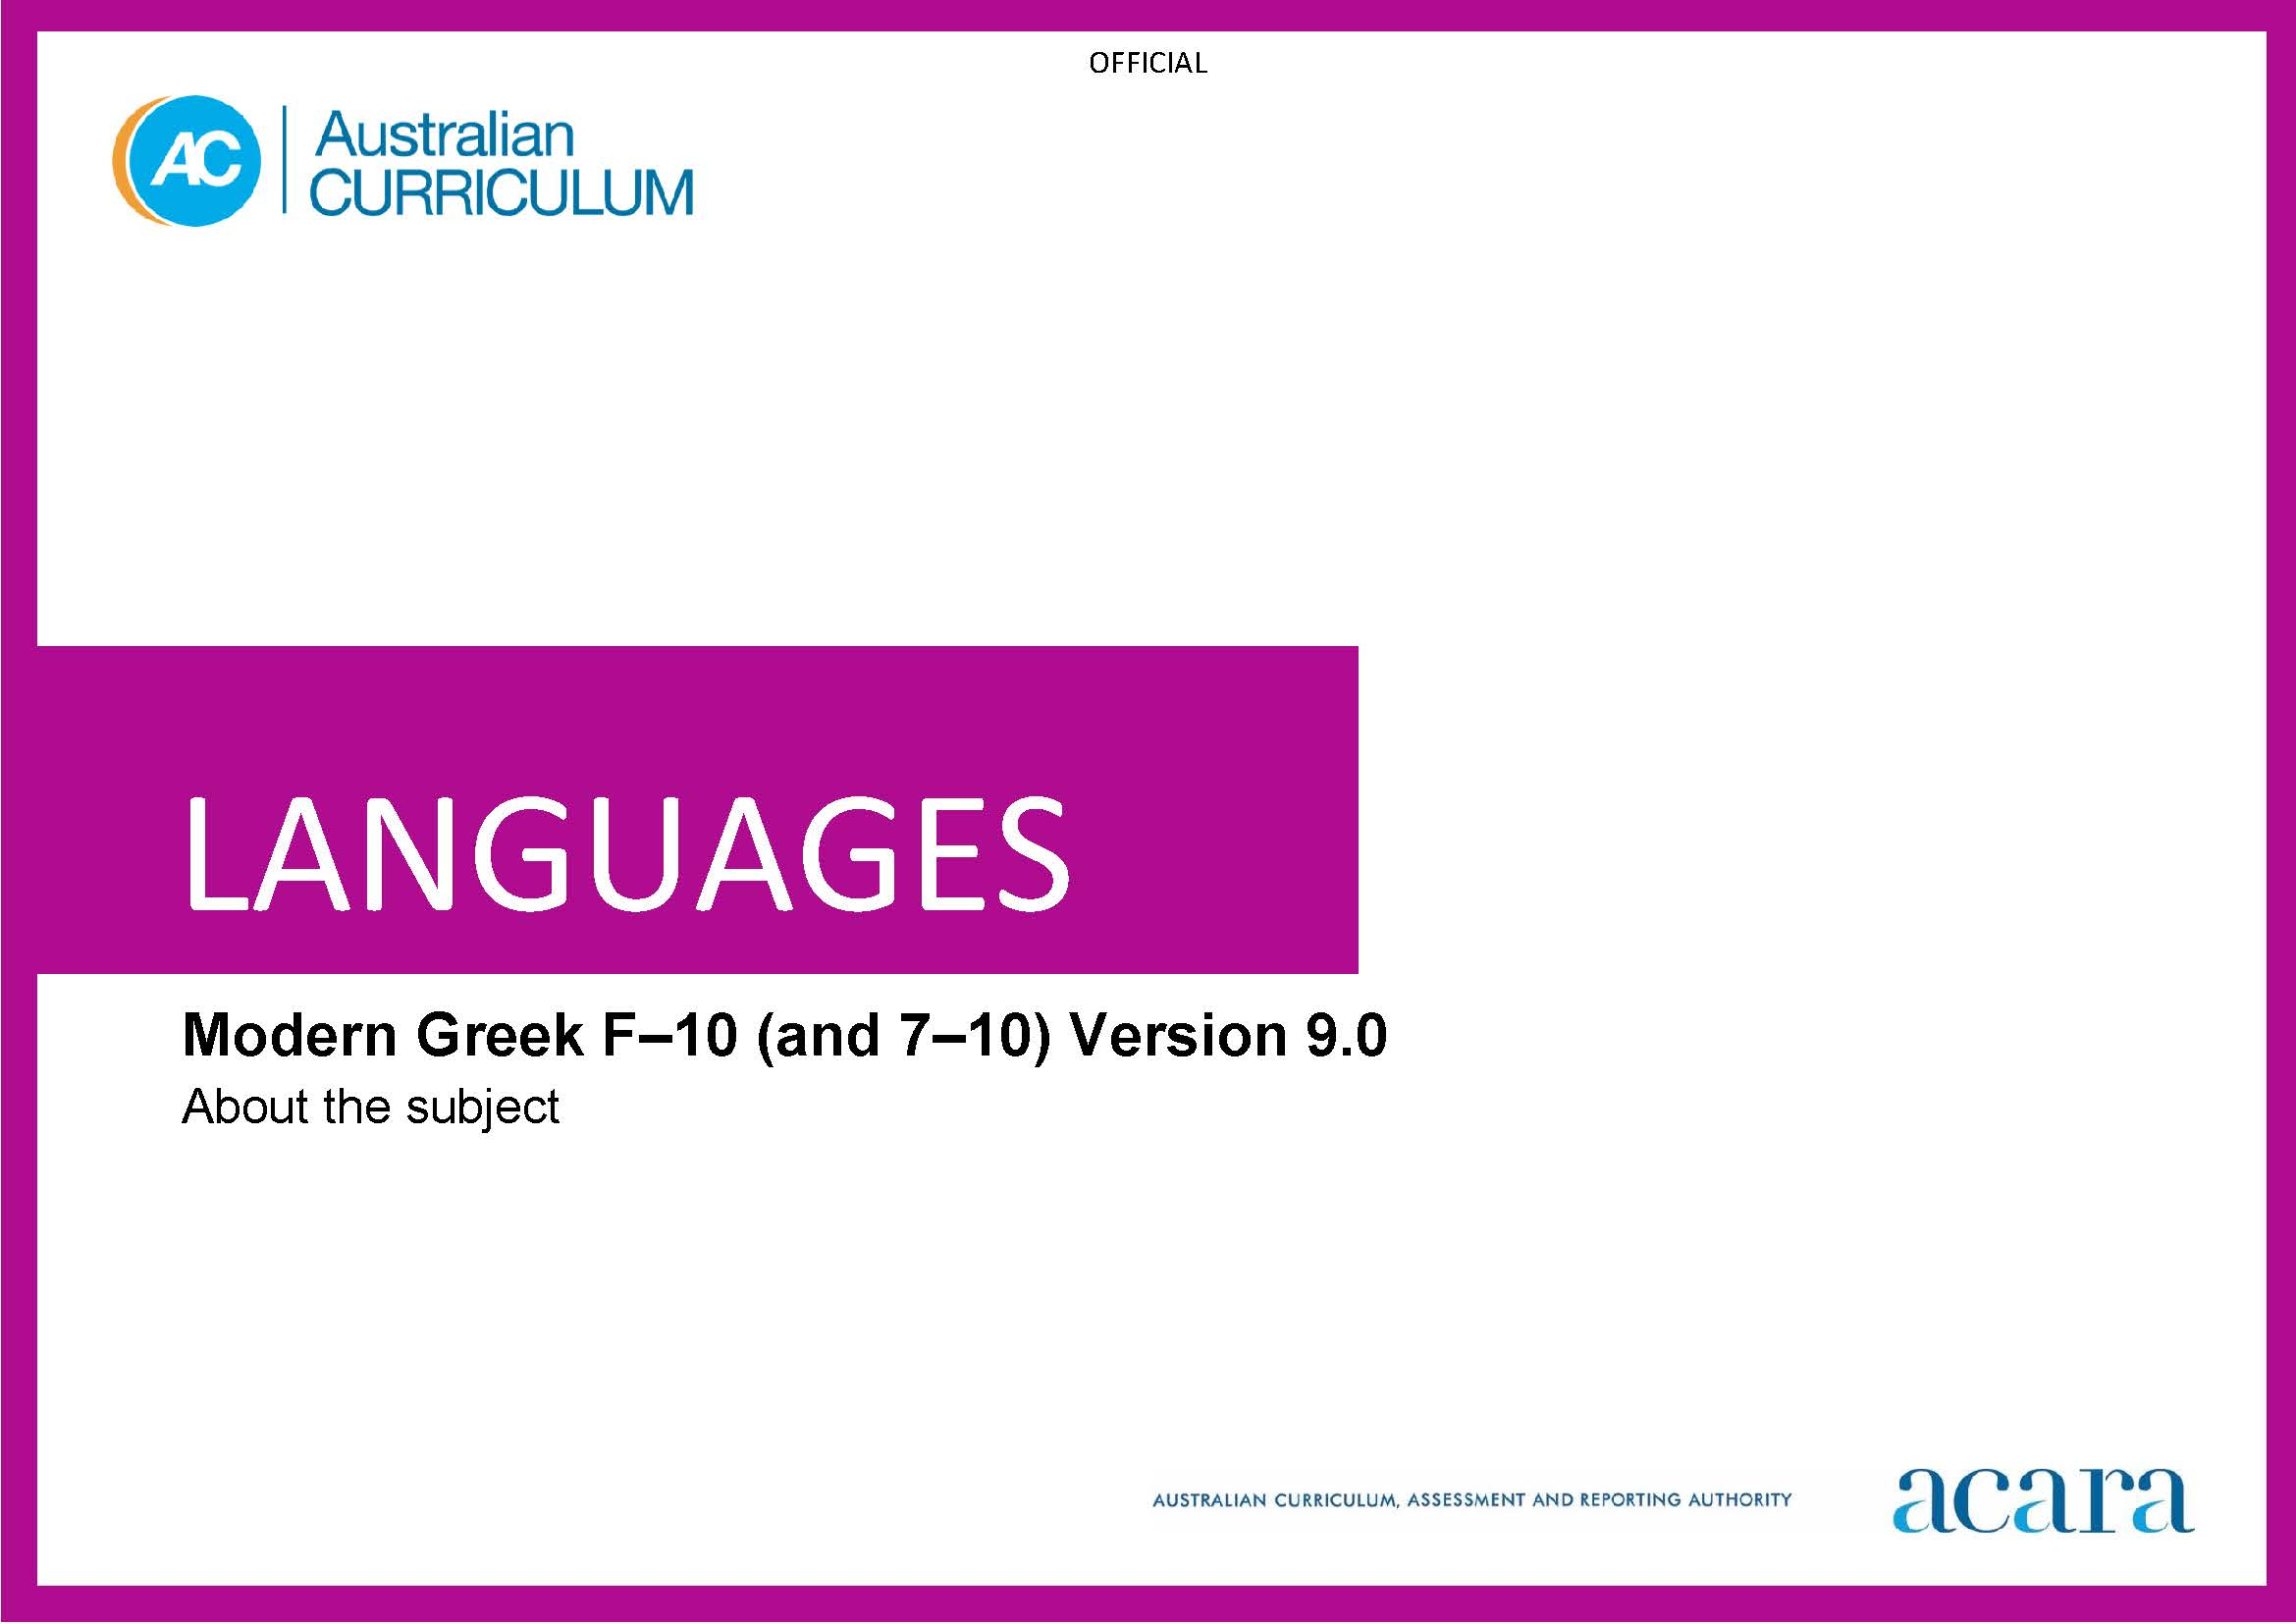 OFFICIAL
AC
Australian
CURRICULUM
LANGUAGES
Modern Greek F–10 (and 7–10) Version 9.0
About the subject
AUSTRALIAN CURRICULUM, ASSESSMENT AND REPORTING AUTHORITY
acara